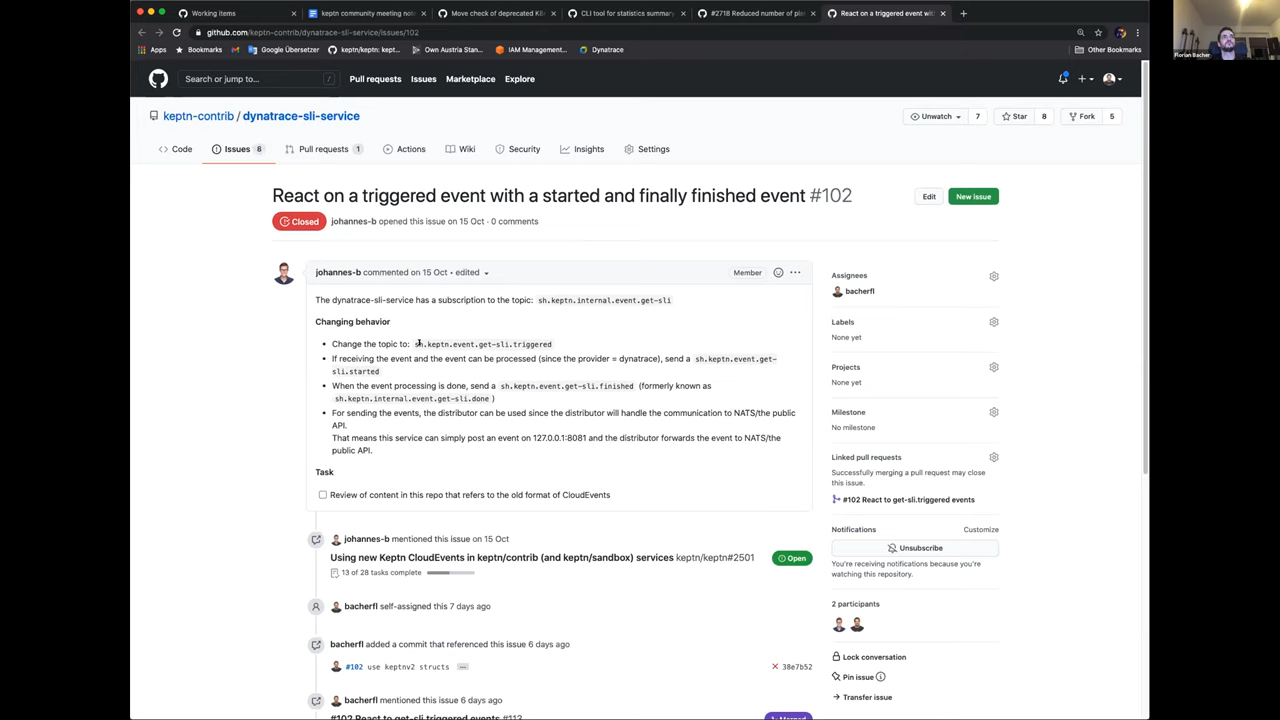 Working items
keptn community meeting not
Move check of deprecated K8
CLI tool for statistics summary
#2718 Reduced number of
React on a triggered event wit
github.com/keptn-contrib/dynatrace-sli-service/issues/102
Apps
Bookmarks
Google Übersetzer
keptn/keptn: kept...
Own Austria Stan...
IAM Management...
Dynatrace
Other Bookmarks
Florian Bacher
Search or jump to...
/
Pull requests
Issues
Marketplace
Explore
keptn-contrib / dynatrace-sli-service
Unwatch 7
Star 8
Fork 5
Code
Issues 8
Pull requests 1
Actions
Wiki
Security
Insights
Settings
React on a triggered event with a started and finally finished event #102
Edit
New issue
Closed
johannes-b opened this issue on 15 Oct · 0 comments
johannes-b commented on 15 Oct • edited
Member
The dynatrace-sli-service has a subscription to the topic: sh.keptn.internal.event.get-sli
Changing behavior
• Change the topic to: sh.keptn.event.get-sli.triggered
• If receiving the event and the event can be processed (since the provider = dynatrace), send a sh.keptn.event.get-
sli.started
• When the event processing is done, send a sh.keptn.event.get-sli.finished (formerly known as
sh.keptn.internal.event.get-sli.done )
• For sending the events, the distributor can be used since the distributor will handle the communication to NATS/the public
API.
That means this service can simply post an event on 127.0.0.1:8081 and the distributor forwards the event to NATS/the
public API.
Task
Review of content in this repo that refers to the old format of CloudEvents
johannes-b mentioned this issue on 15 Oct
Using new Keptn CloudEvents in keptn/contrib (and keptn/sandbox) services keptn/keptn#2501
Open
13 of 28 tasks complete
bacherfl self-assigned this 7 days ago
bacherfl added a commit that referenced this issue 6 days ago
#102 use keptnv2 structs ...
38e7b52
bacherfl mentioned this issue 6 days ago
#102 React to get-sli.triggered events #113
Merged
Assignees
bacherfl
Labels
None yet
Projects
None yet
Milestone
No milestone
Linked pull requests
Successfully merging a pull request may close
this issue.
#102 React to get-sli.triggered events
Notifications
Customize
Unsubscribe
You're receiving notifications because you're
watching this repository.
2 participants
Lock conversation
Pin issue
Transfer issue